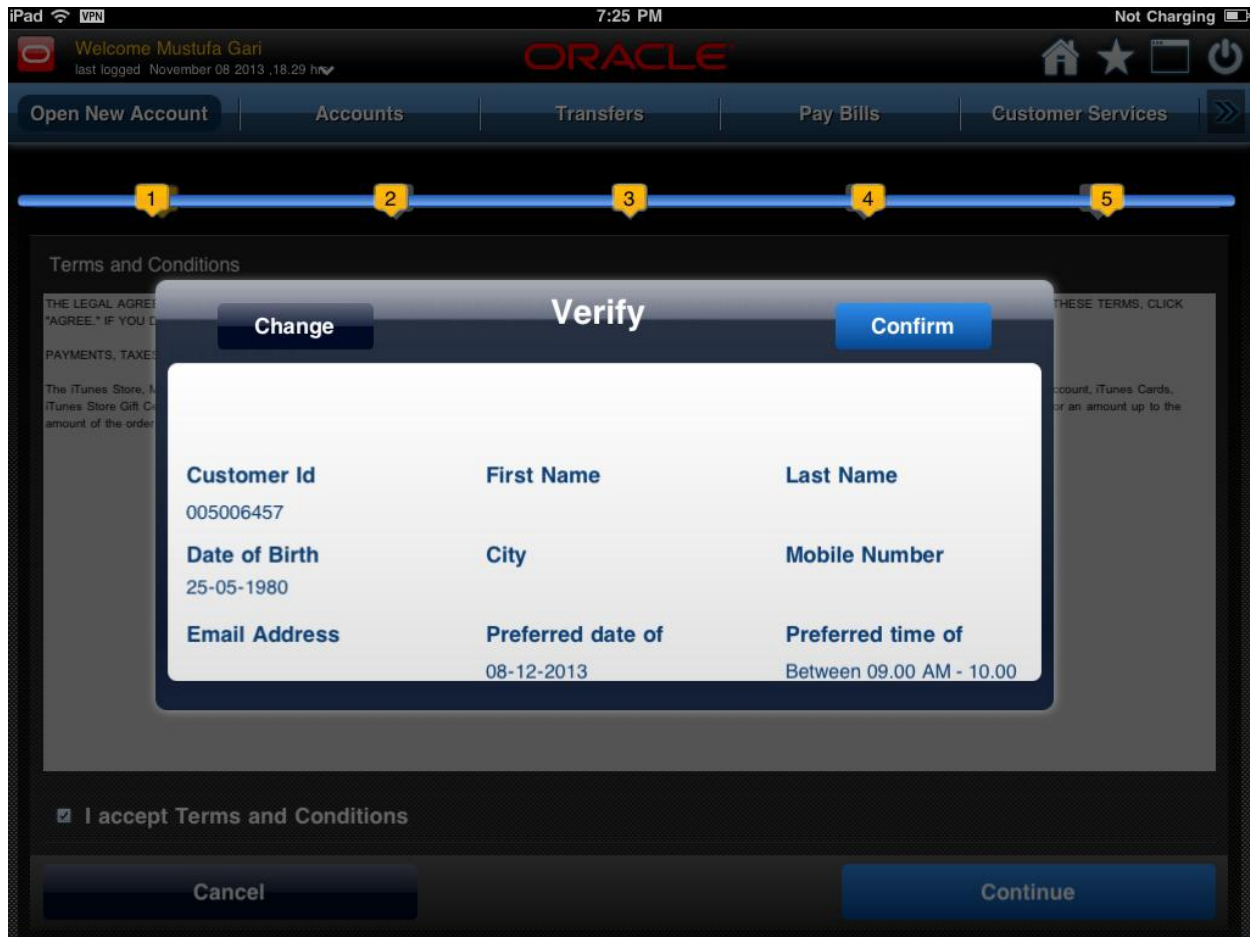 iPad VPN 7:25 PM Not Charging
Welcome Mustufa Gari
last logged November 08 2013 ,18.29 hrs
ORACLE
Open New Account Accounts Transfers Pay Bills Customer Services
1 2 3 4 5
Terms and Conditions
THE LEGAL AGREE THESE TERMS, CLICK
"AGREE." IF YOU D
PAYMENTS, TAXES
The iTunes Store, M ccount, iTunes Cards,
iTunes Store Gift Ce or an amount up to the
amount of the order
Change Verify Confirm
Customer Id First Name Last Name
005006457
Date of Birth City Mobile Number
25-05-1980
Email Address Preferred date of Preferred time of
08-12-2013 Between 09.00 AM - 10.00
I accept Terms and Conditions
Cancel Continue